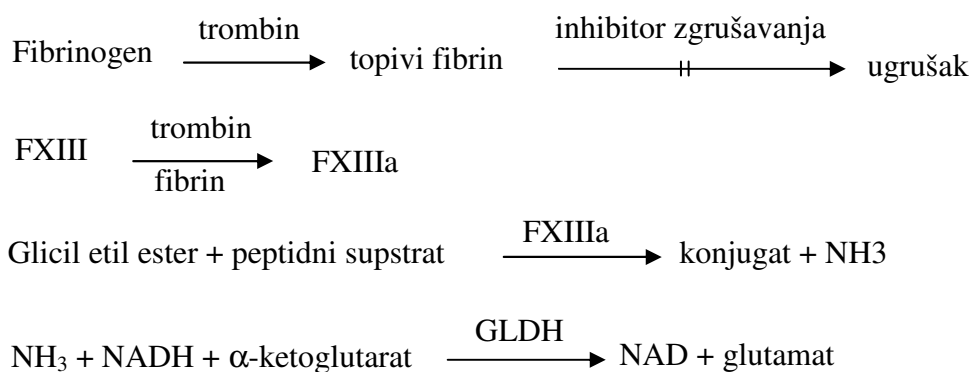 trombin inhibitor zgrušavanja
Fibrinogen topivi fibrin ugrušak
trombin
FXIII FXIIIa
fibrin
FXIIIa
Glicil etil ester + peptidni supstrat konjugat + NH3
GLDH
NH₃ + NADH + α-ketoglutarat NAD + glutamat